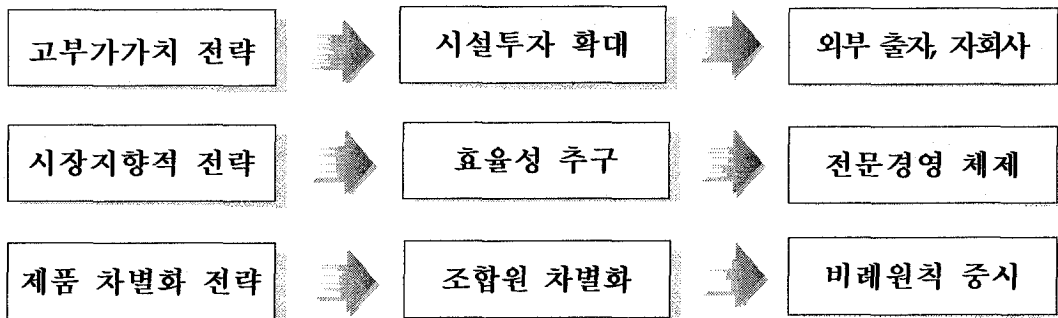 고부가가치 전략
시설투자 확대
외부 출자, 자회사
시장지향적 전략
효율성 추구
전문경영 체제
제품 차별화 전략
조합원 차별화
비례원칙 중시